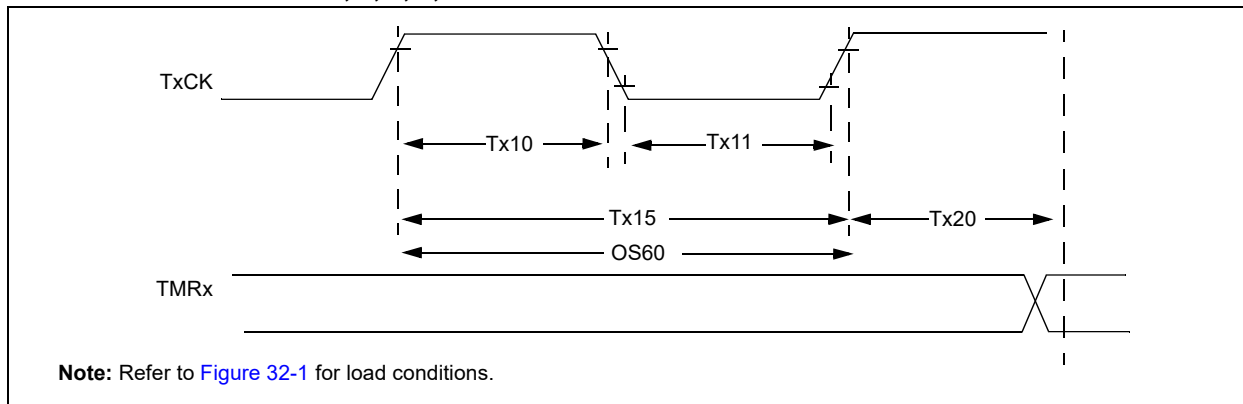 TxCK
Tx10
Tx11
Tx15
Tx20
OS60
TMRx
Note: Refer to Figure 32-1 for load conditions.